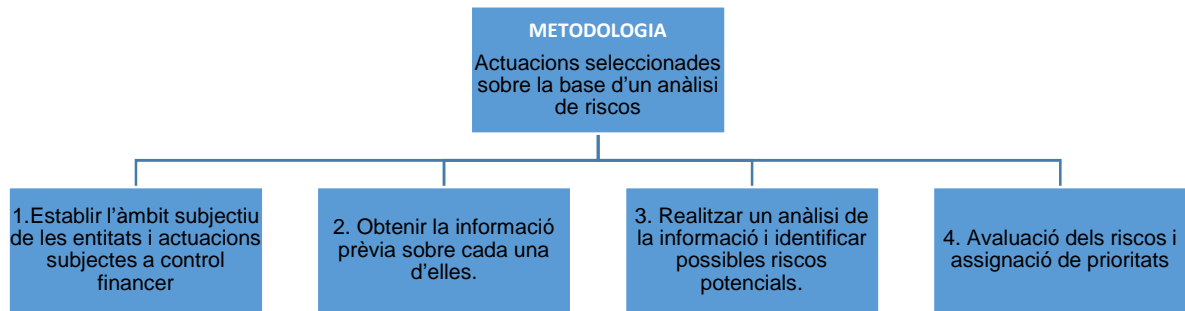 METODOLOGIA
Actuacions seleccionades
sobre la base d'un anàlisi
de riscos
1.Establir l'àmbit subjectiu
de les entitats i actuacions
subjectes a control
financer
2. Obtenir la informació
prèvia sobre cada una
d'elles.
3. Realitzar un anàlisi de
la informació i identificar
possibles riscos
potencials.
4. Avaluació dels riscos i
assignació de prioritats